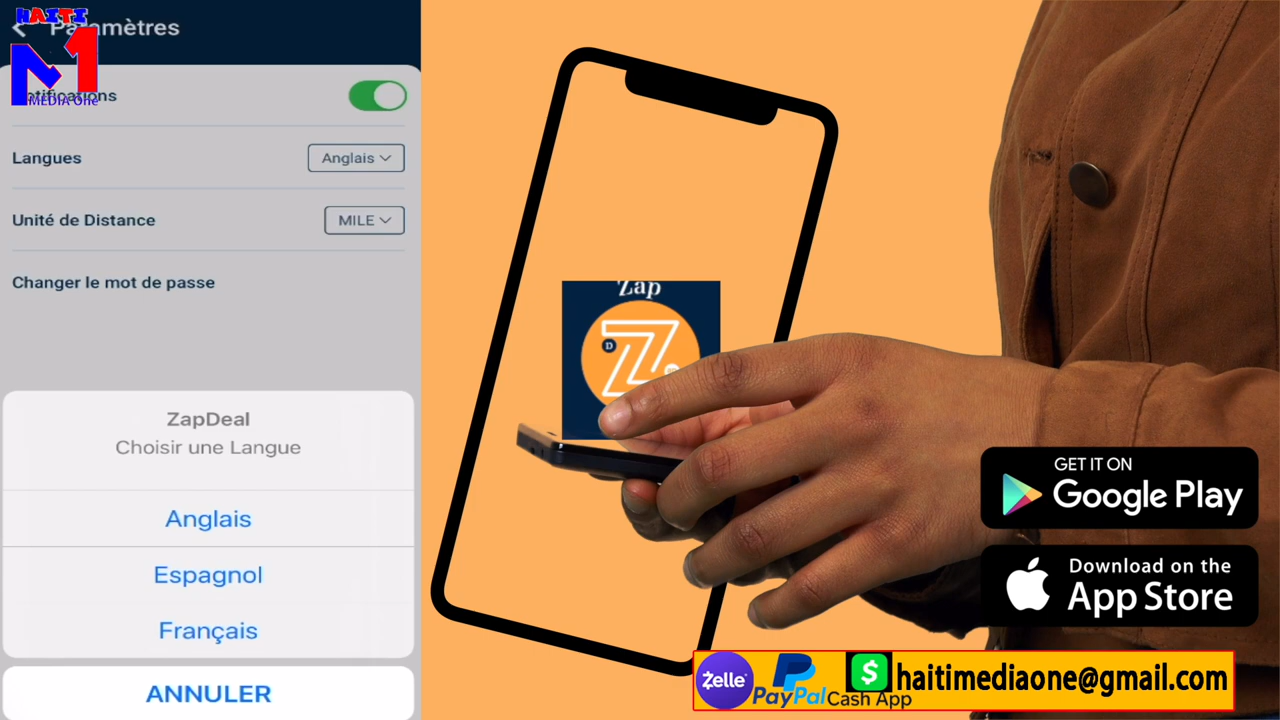 HAITI
Paramètres
M1
MEDIA One
Notifications
Langues
Anglais
Unité de Distance
MILE
Changer le mot de passe
ZapDeal
Choisir une Langue
Anglais
Espagnol
Français
ANNULER
Zap
D
Z
GET IT ON
Google Play
Download on the
App Store
Zelle
PayPal
$
Cash App
haitimediaone@gmail.com